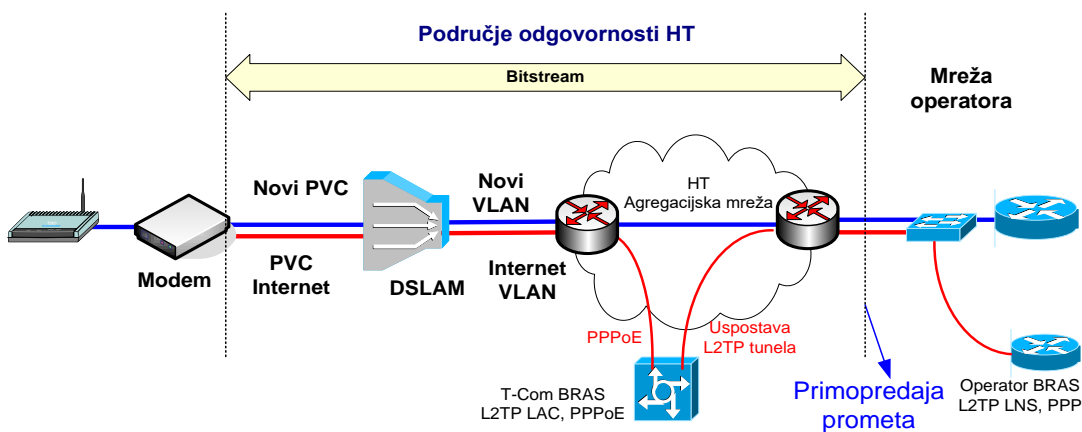 Područje odgovornosti HT
Bitstream
Mreža
operatora
Novi PVC
Novi
VLAN
HT
Agregacijska mreža
Modem
PVC
Internet
DSLAM
Internet
VLAN
PPPoE
Uspostava
L2TP tunela
T-Com BRAS
L2TP LAC, PPPoE
Primopredaja
prometa
Operator BRAS
L2TP LNS, PPP